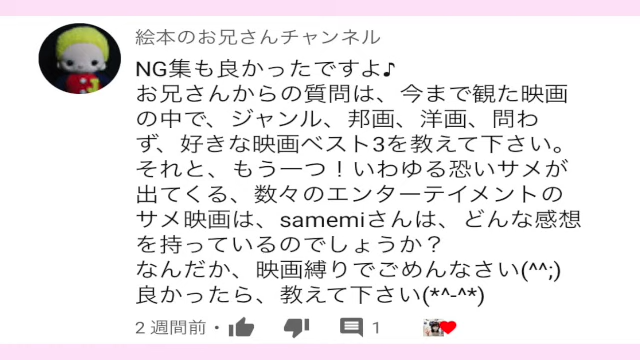 絵本のお兄さんチャンネル
NG集も良かったですよ♪
お兄さんからの質問は、今まで観た映画
の中で、ジャンル、邦画、洋画、問わ
ず、好きな映画ベスト3を教えて下さい。
それと、もう一つ！いわゆる恐いサメが
出てくる、数々のエンターテイメントの
サメ映画は、samemiさんは、どんな感想
を持っているのでしょうか？
なんだか、映画縛りでごめんなさい(^^;)
良かったら、教えて下さい(*^-^*)
2 週間前・ 1